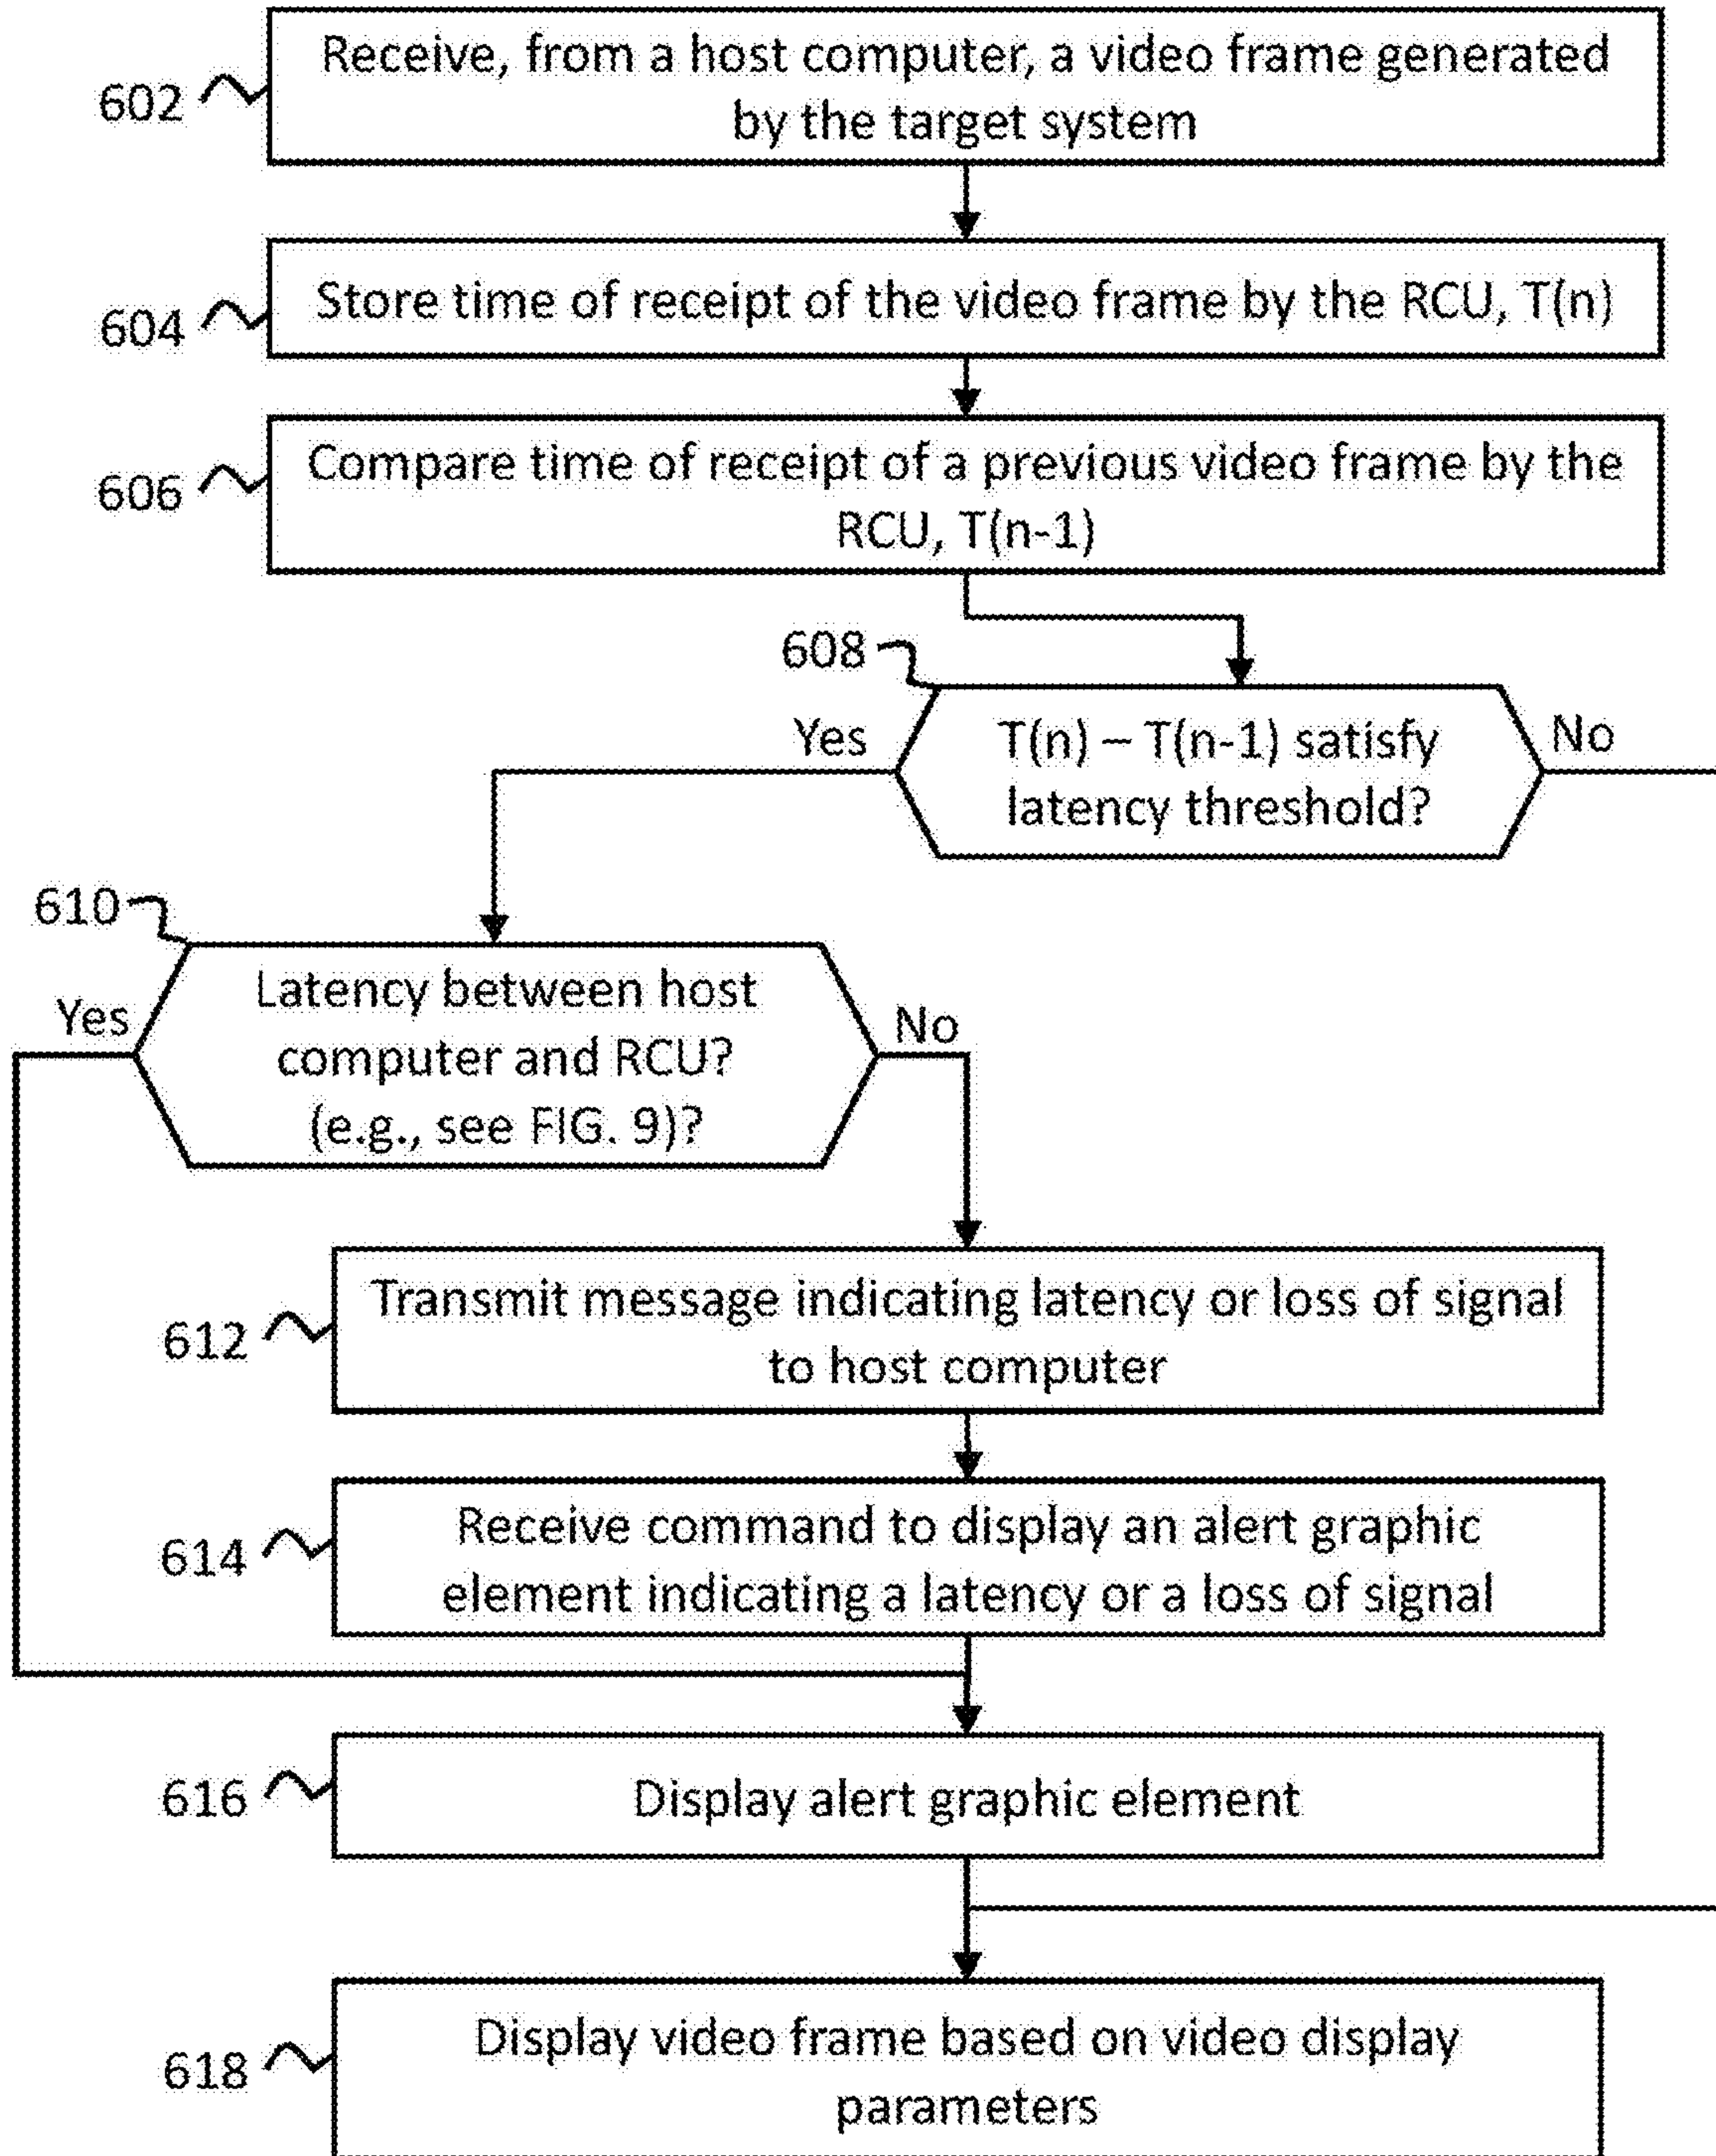 Receive, from a host computer, a video frame generated
by the target system
602
Store time of receipt of the video frame by the RCU, T(n)
604
Compare time of receipt of a previous video frame by the
RCU, T(n-1)
606
608
T(n) – T(n-1) satisfy
latency threshold?
Yes
No
610
Latency between host
computer and RCU?
(e.g., see FIG. 9)?
Yes
No
Transmit message indicating latency or loss of signal
to host computer
612
Receive command to display an alert graphic
element indicating a latency or a loss of signal
614
Display alert graphic element
616
Display video frame based on video display
parameters
618